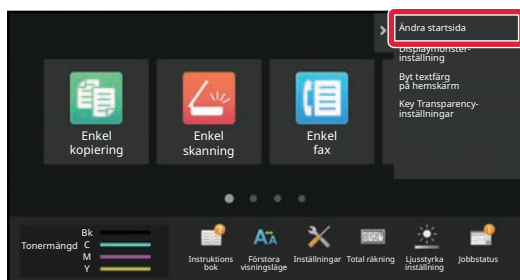 Ändra startsida
Displaymönster-
inställning
Byt textfärg
på hemskärm
Key Transparency-
inställningar
Enkel
kopiering
Enkel
skanning
Enkel
fax
Tonermängd
Bk
C
M
Y
Instruktions
bok
Förstora
visningsläge
Inställningar
Total räkning
Ljusstyrka
inställning
Jobbstatus